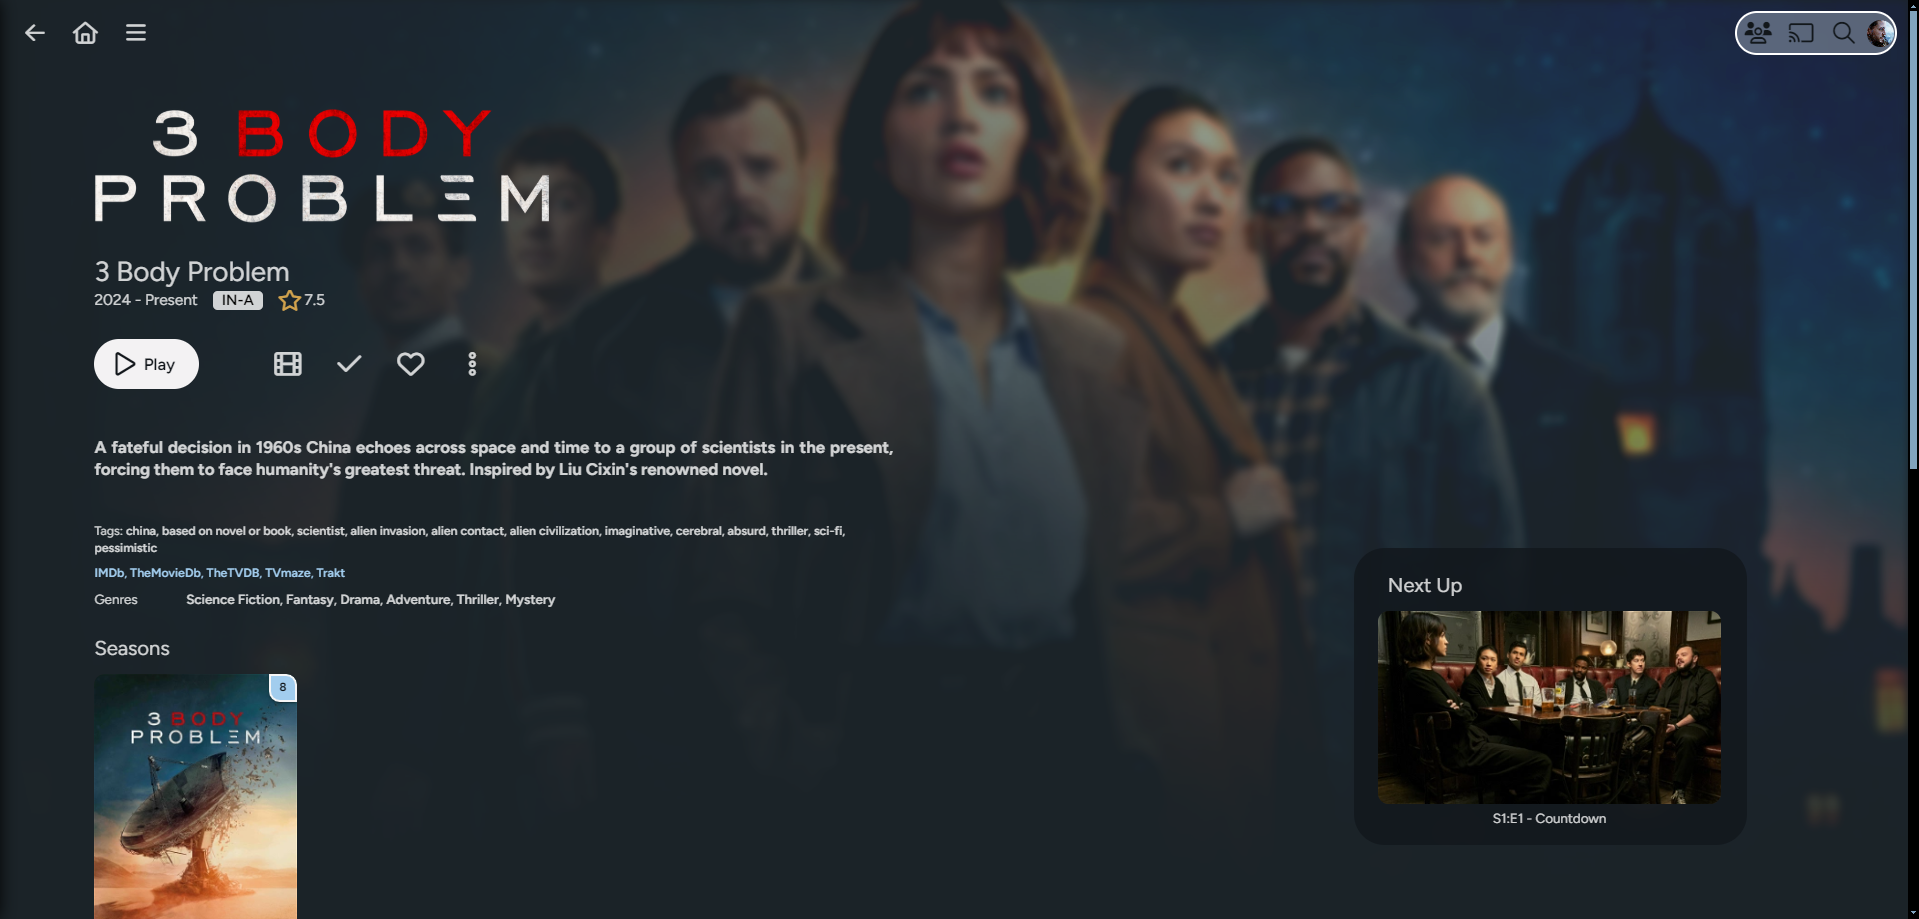 3 BODY
PROBLEM
3 Body Problem
2024 - Present IN-A 7.5
Play
A fateful decision in 1960s China echoes across space and time to a group of scientists in the present,
forcing them to face humanity's greatest threat. Inspired by Liu Cixin's renowned novel.
Tags: china, based on novel or book, scientist, alien invasion, alien contact, alien civilization, imaginative, cerebral, absurd, thriller, sci-fi,
pessimistic
IMDb, TheMovieDb, TheTVDB, TVmaze, Trakt
Genres Science Fiction, Fantasy, Drama, Adventure, Thriller, Mystery
Seasons
8
3 BODY
PROBLEM
Next Up
S1:E1 - Countdown